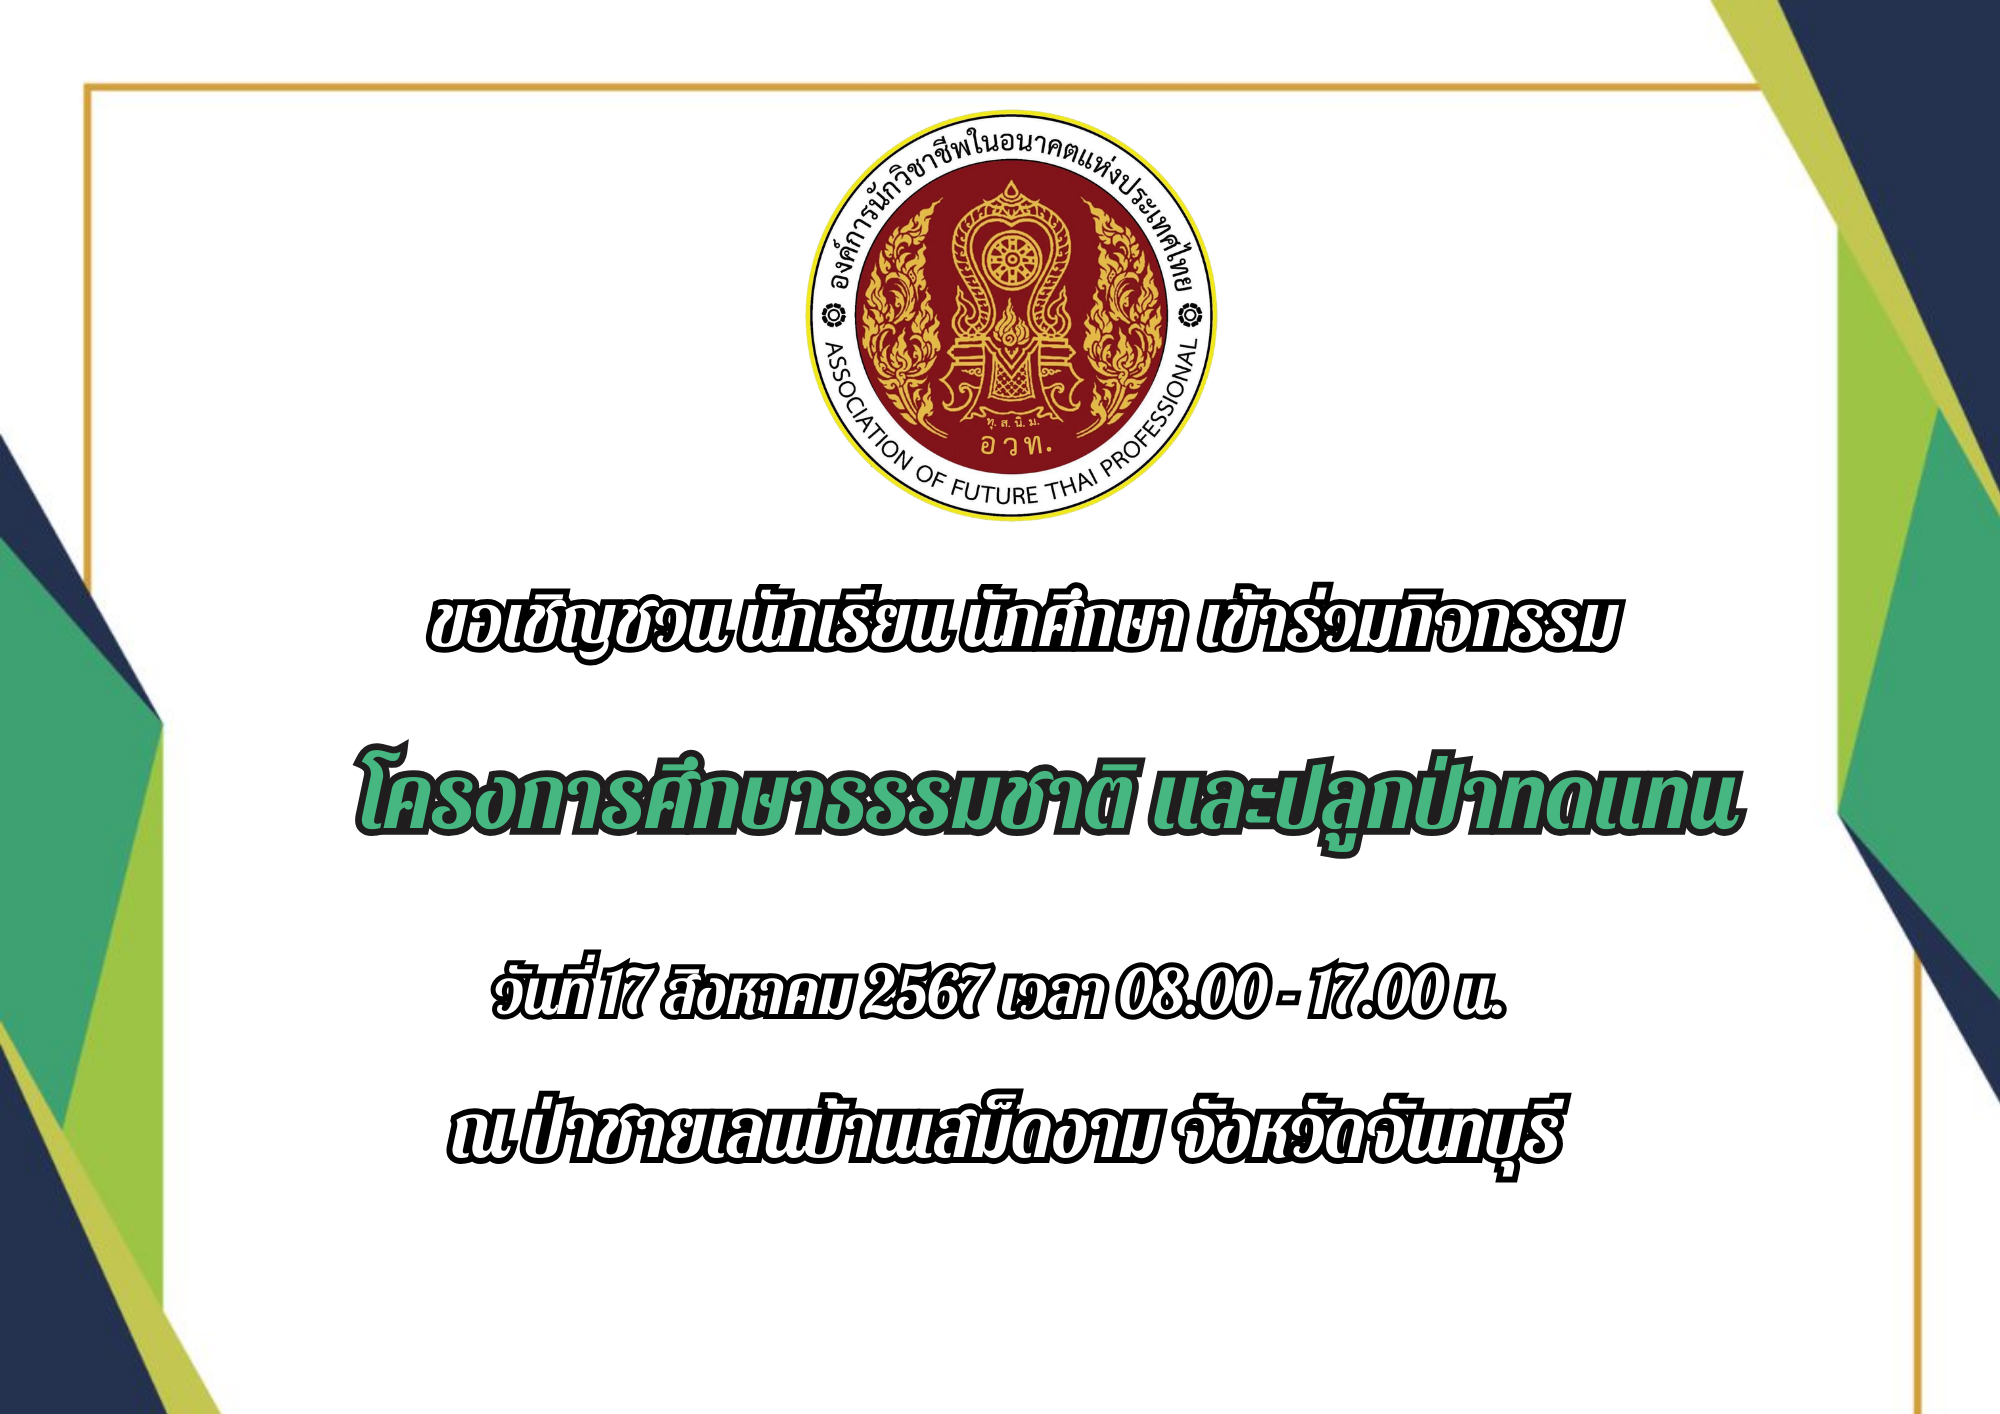 องค์การนักวิชาชีพในอนาคตแห่งประเทศไทย
ทุ. ส. นิ. ม.
อวท.
ASSOCIATION OF FUTURE THAI PROFESSIONAL
ขอเชิญชวน นักเรียน นักศึกษา เข้าร่วมกิจกรรม
โครงการศึกษาธรรมชาติ และปลูกป่าทดแทน
วันที่ 17 สิงหาคม 2567 เวลา 08.00 - 17.00 น.
ณ ป่าชายเลนบ้านเสม็ดงาม จังหวัดจันทบุรี